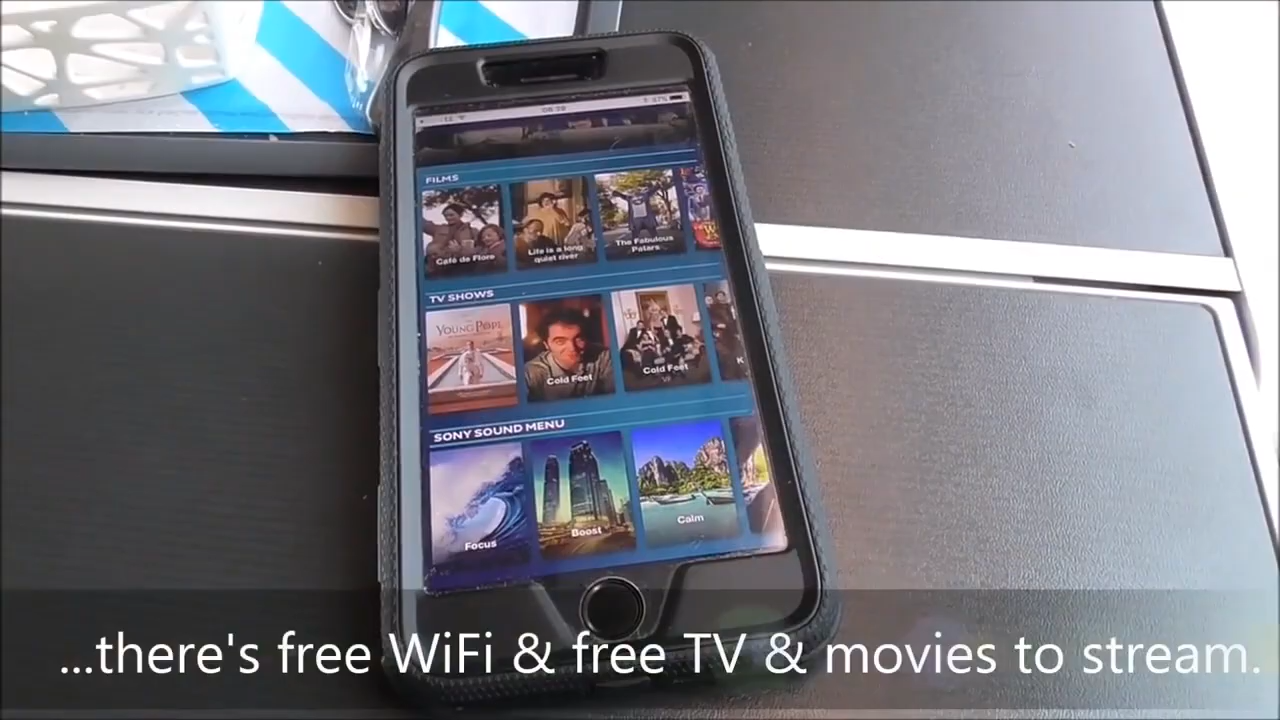 FILMS
Café de Flore
Life is a long
quiet river
The Fabulous
Patars
TV SHOWS
YOUNG POPE
Cold Feet
Cold Feet
SONY SOUND MENU
Focus
Boost
Calm
...there's free WiFi & free TV & movies to stream.